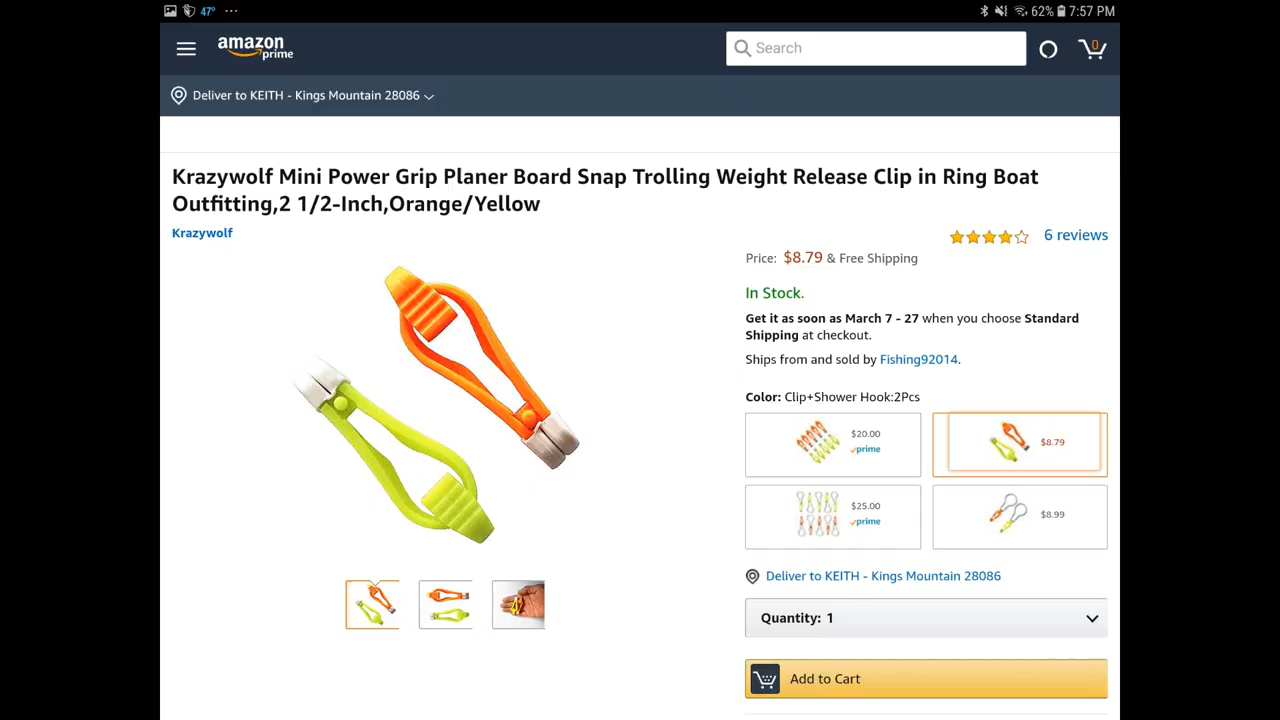 47° ...
62% 7:57 PM
amazon prime
Search
0
Deliver to KEITH - Kings Mountain 28086
Krazywolf Mini Power Grip Planer Board Snap Trolling Weight Release Clip in Ring Boat
Outfitting,2 1/2-Inch,Orange/Yellow
Krazywolf
6 reviews
Price: $8.79 & Free Shipping
In Stock.
Get it as soon as March 7 - 27 when you choose Standard
Shipping at checkout.
Ships from and sold by Fishing92014.
Color: Clip+Shower Hook:2Pcs
$20.00
prime
$8.79
$25.00
prime
$8.99
Deliver to KEITH - Kings Mountain 28086
Quantity: 1
Add to Cart